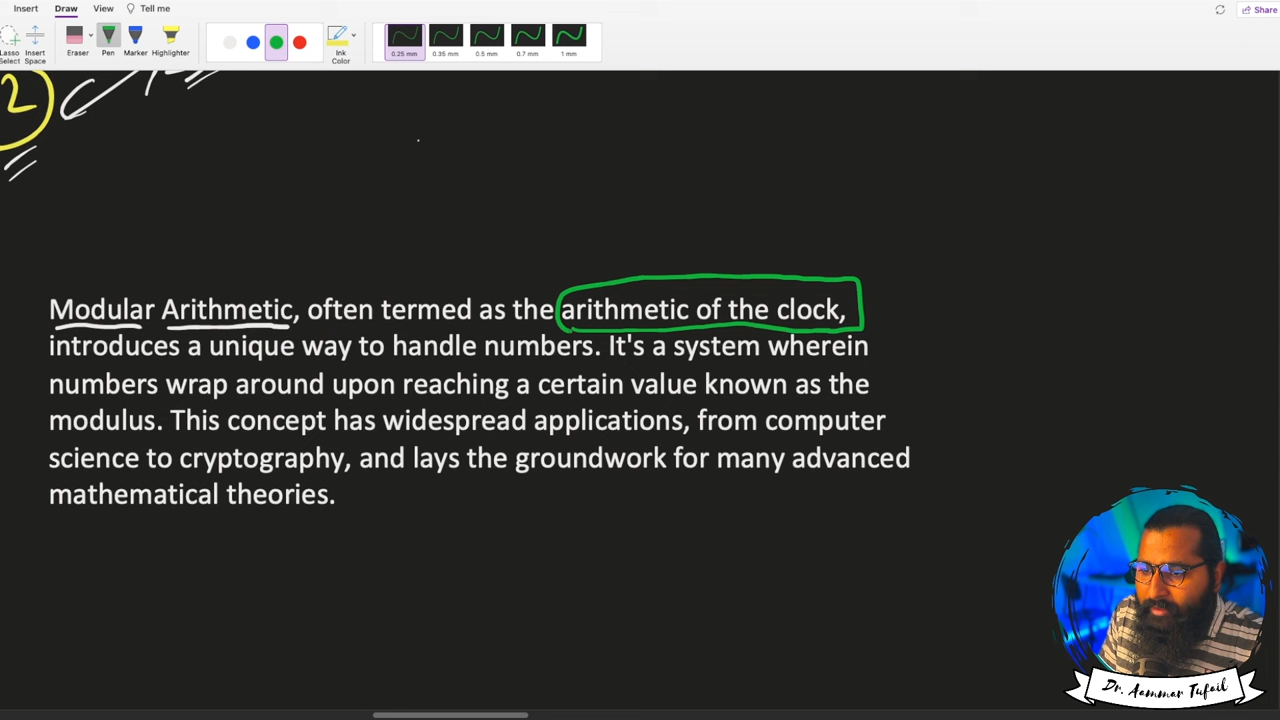 Insert Draw View Tell me Share
Lasso Select Insert Space Eraser Pen Marker Highlighter Ink Color 0.25 mm 0.35 mm 0.5 mm 0.7 mm 1 mm
2
Modular Arithmetic, often termed as the arithmetic of the clock,
introduces a unique way to handle numbers. It's a system wherein
numbers wrap around upon reaching a certain value known as the
modulus. This concept has widespread applications, from computer
science to cryptography, and lays the groundwork for many advanced
mathematical theories.
Dr. Aammar Tufail